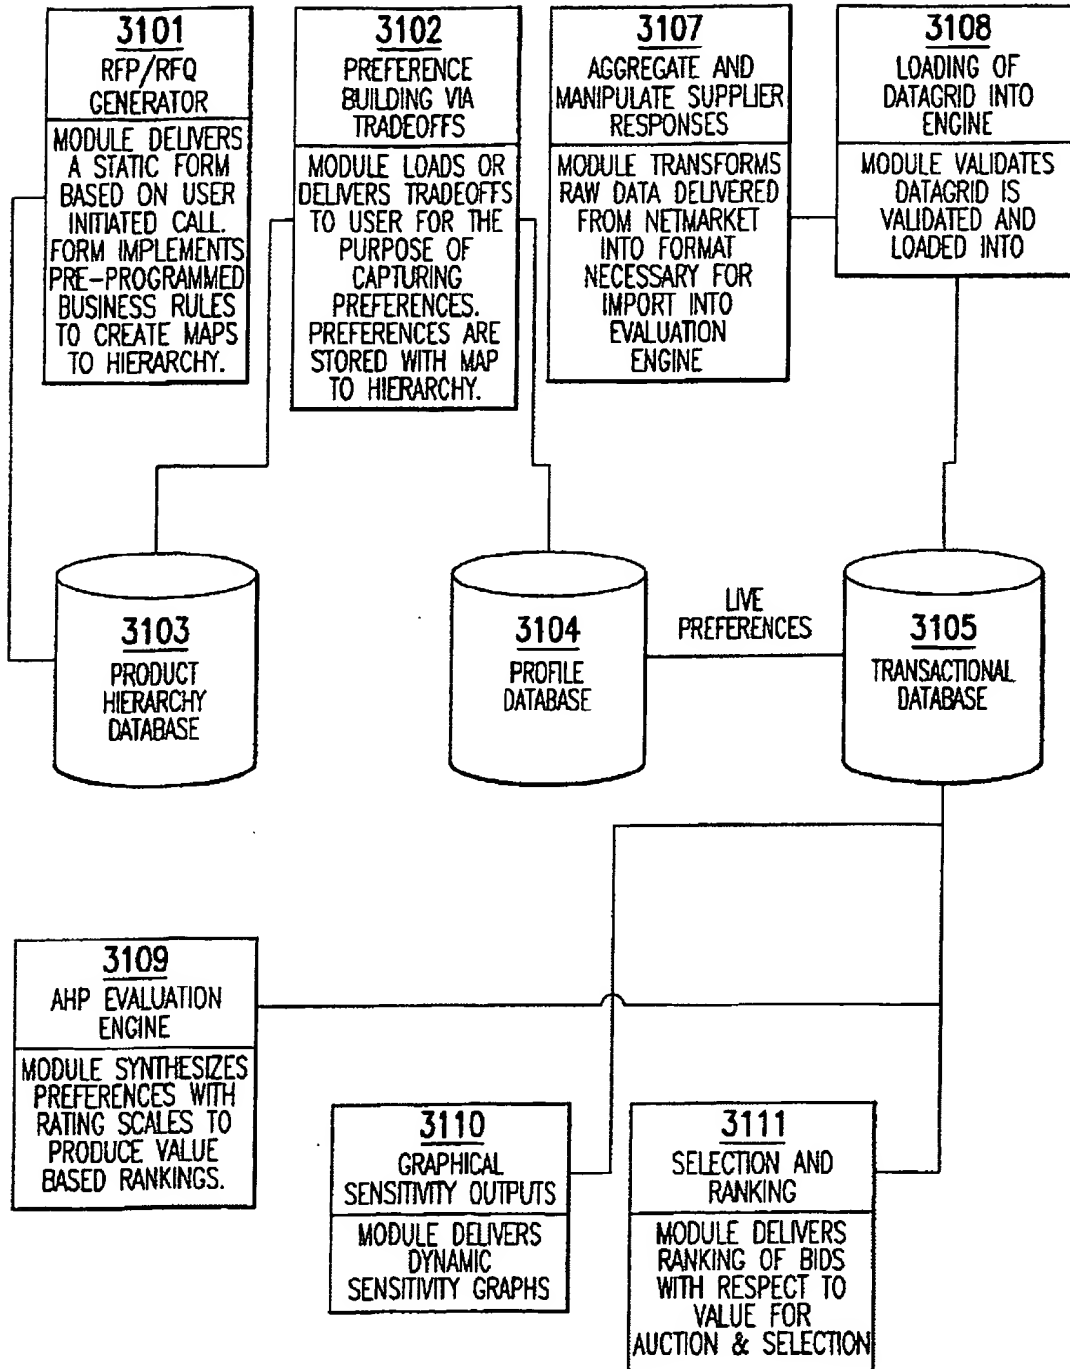 3101
RFP/RFQ
GENERATOR
MODULE DELIVERS
A STATIC FORM
BASED ON USER
INITIATED CALL.
FORM IMPLEMENTS
PRE-PROGRAMMED
BUSINESS RULES
TO CREATE MAPS
TO HIERARCHY.
3102
PREFERENCE
BUILDING VIA
TRADEOFFS
MODULE LOADS OR
DELIVERS TRADEOFFS
TO USER FOR THE
PURPOSE OF
CAPTURING
PREFERENCES.
PREFERENCES ARE
STORED WITH MAP
TO HIERARCHY.
3107
AGGREGATE AND
MANIPULATE SUPPLIER
RESPONSES
MODULE TRANSFORMS
RAW DATA DELIVERED
FROM NETMARKET
INTO FORMAT
NECESSARY FOR
IMPORT INTO
EVALUATION
ENGINE
3108
LOADING OF
DATAGRID INTO
ENGINE
MODULE VALIDATES
DATAGRID IS
VALIDATED AND
LOADED INTO
3103
PRODUCT
HIERARCHY
DATABASE
3104
PROFILE
DATABASE
LIVE
PREFERENCES
3105
TRANSACTIONAL
DATABASE
3109
AHP EVALUATION
ENGINE
MODULE SYNTHESIZES
PREFERENCES WITH
RATING SCALES TO
PRODUCE VALUE
BASED RANKINGS.
3110
GRAPHICAL
SENSITIVITY OUTPUTS
MODULE DELIVERS
DYNAMIC
SENSITIVITY GRAPHS
3111
SELECTION AND
RANKING
MODULE DELIVERS
RANKING OF BIDS
WITH RESPECT TO
VALUE FOR
AUCTION & SELECTION